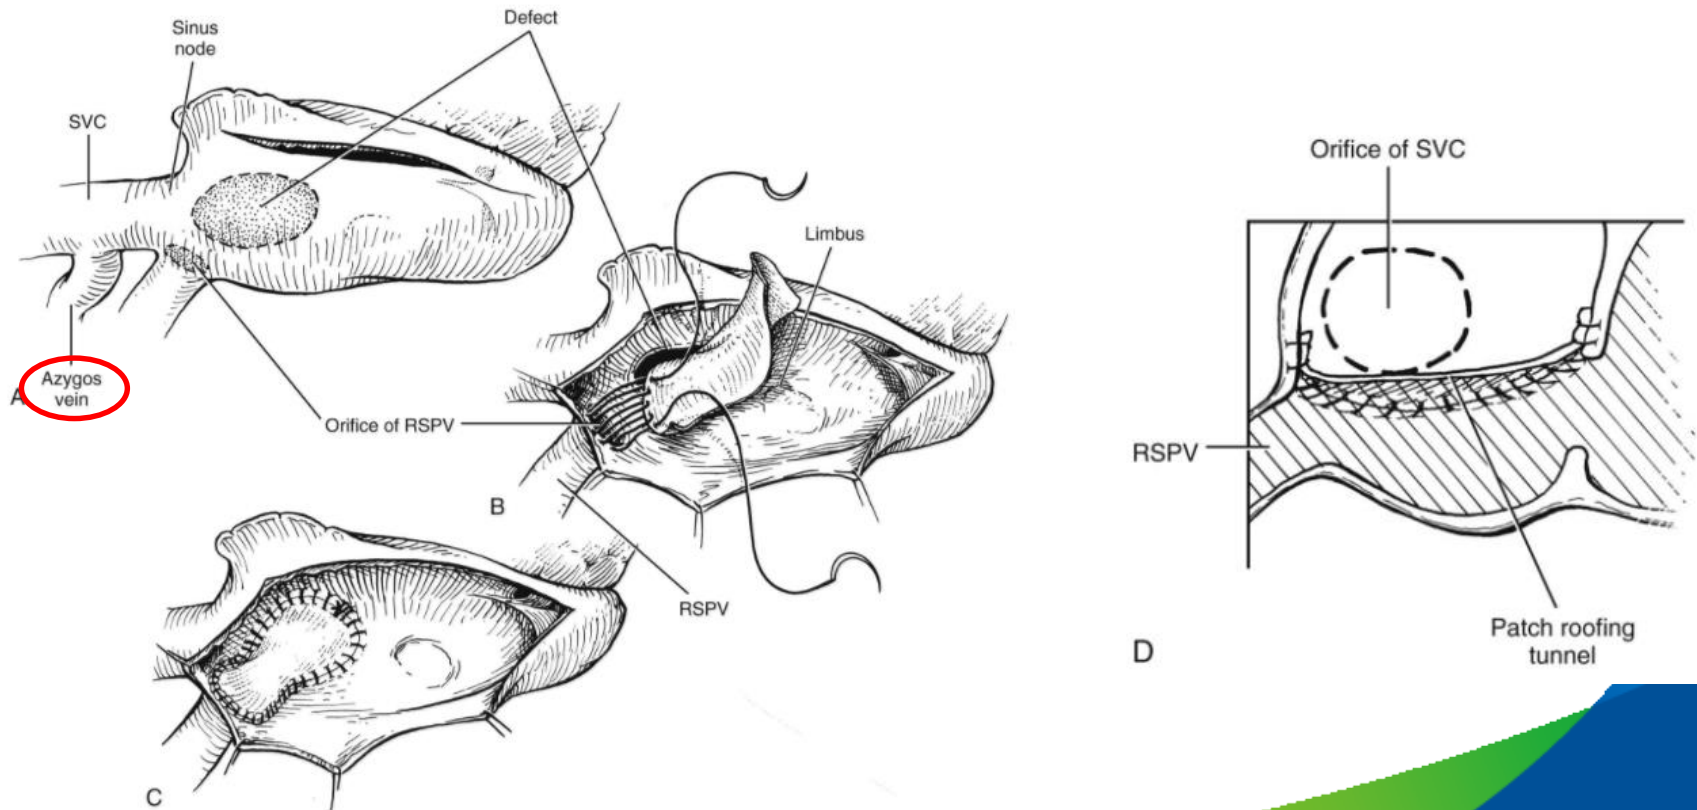 Defect
Sinus
node
SVC
Limbus
Azygos
vein
A
Orifice of RSPV
B
RSPV
C
Orifice of SVC
RSPV
Patch roofing
tunnel
D